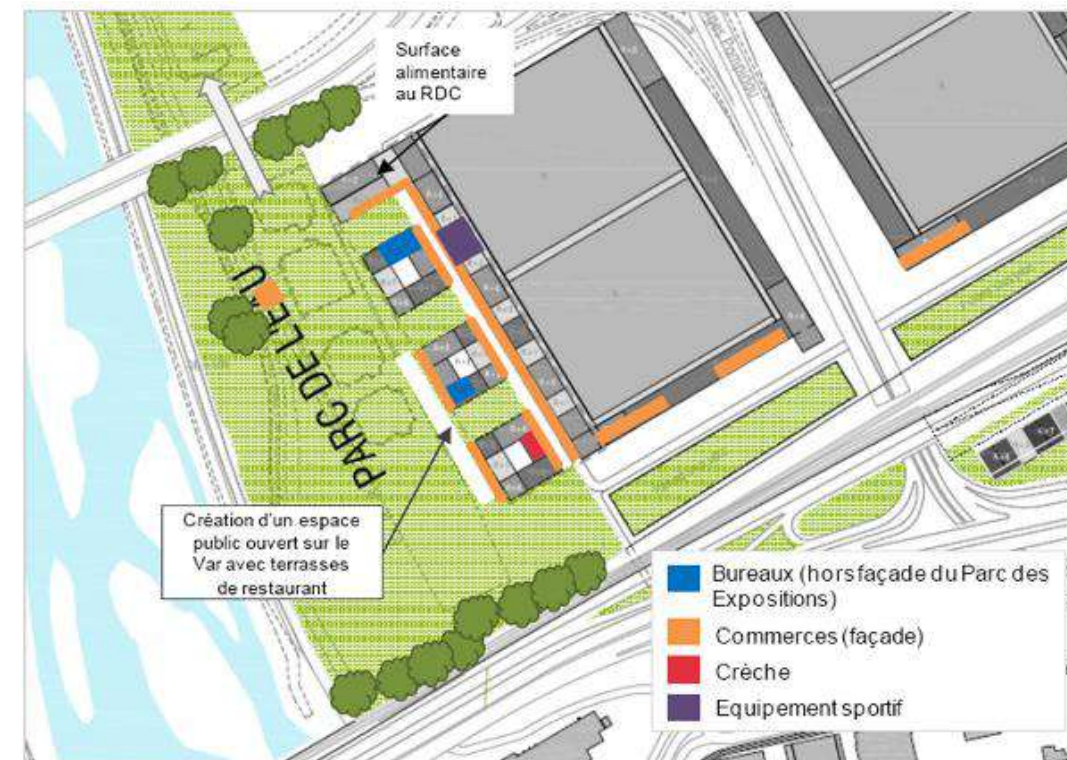 Surface
alimentaire
au RDC
PARC DE L'EAU
Création d'un espace
public ouvert sur le
Var avec terrasses
de restaurant
Bureaux (hors façade du Parc des
Expositions)
Commerces (façade)
Crèche
Equipement sportif